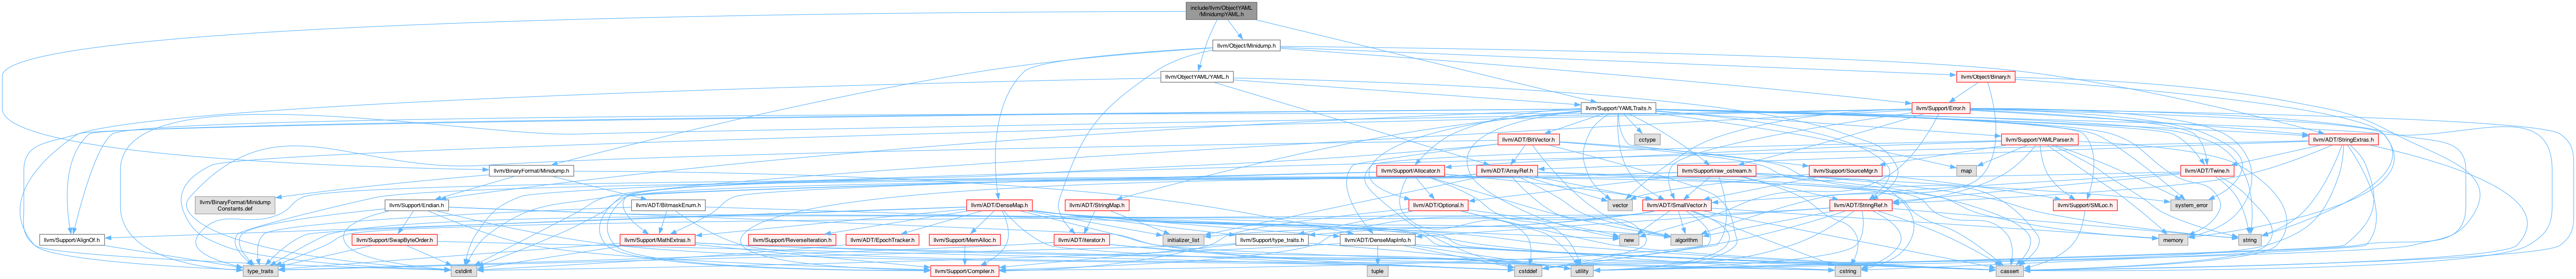 include/llvm/ObjectYAML
/MinidumpYAML.h
llvm/Object/Minidump.h
llvm/ObjectYAML/YAML.h
llvm/Object/Binary.h
llvm/Support/YAMLTraits.h
llvm/Support/Error.h
llvm/ADT/BitVector.h
cctype
llvm/Support/YAMLParser.h
llvm/ADT/StringExtras.h
llvm/BinaryFormat/Minidump.h
llvm/Support/Allocator.h
llvm/ADT/ArrayRef.h
llvm/Support/raw_ostream.h
llvm/Support/SourceMgr.h
map
llvm/ADT/Twine.h
llvm/BinaryFormat/Minidump
Constants.def
llvm/Support/Endian.h
llvm/ADT/BitmaskEnum.h
llvm/ADT/DenseMap.h
llvm/ADT/StringMap.h
llvm/ADT/Optional.h
vector
llvm/ADT/SmallVector.h
llvm/ADT/StringRef.h
llvm/Support/SMLoc.h
system_error
llvm/Support/AlignOf.h
llvm/Support/SwapByteOrder.h
llvm/Support/MathExtras.h
llvm/Support/ReverseIteration.h
llvm/ADT/EpochTracker.h
llvm/Support/MemAlloc.h
llvm/ADT/iterator.h
initializer_list
llvm/Support/type_traits.h
new
llvm/ADT/DenseMapInfo.h
algorithm
memory
string
type_traits
cstdint
llvm/Support/Compiler.h
tuple
cstddef
utility
cstring
cassert